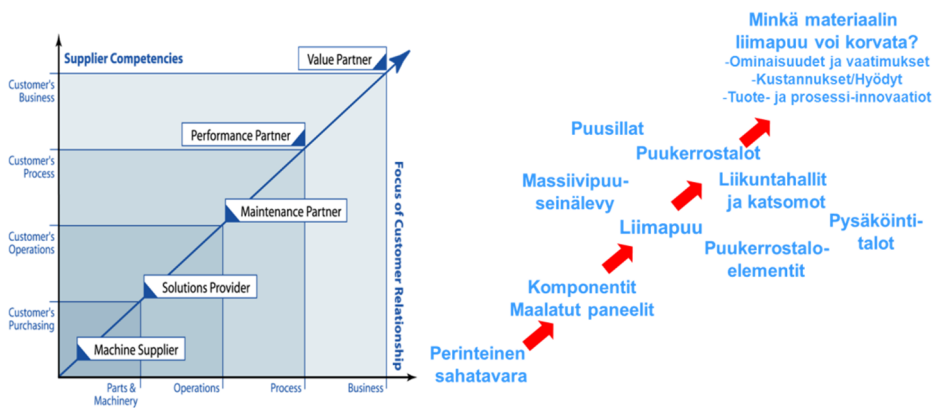 Supplier Competencies
Customer's
Business
Customer's
Process
Customer's
Operations
Customer's
Purchasing
Value Partner
Performance Partner
Maintenance Partner
Solutions Provider
Machine Supplier
Parts &
Machinery
Operations
Process
Business
Focus of Customer Relationship
Minkä materiaalin
liimapuu voi korvata?
-Ominaisuudet ja vaatimukset
-Kustannukset/Hyödyt
-Tuote- ja prosessi-innovaatiot
Puusillat
Puukerrostalot
Massiivipuu-
seinälevy
Liikuntahallit
ja katsomot
Liimapuu
Pysäköinti-
talot
Puukerrostalo-
elementit
Komponentit
Maalatut paneelit
Perinteinen
sahatavara